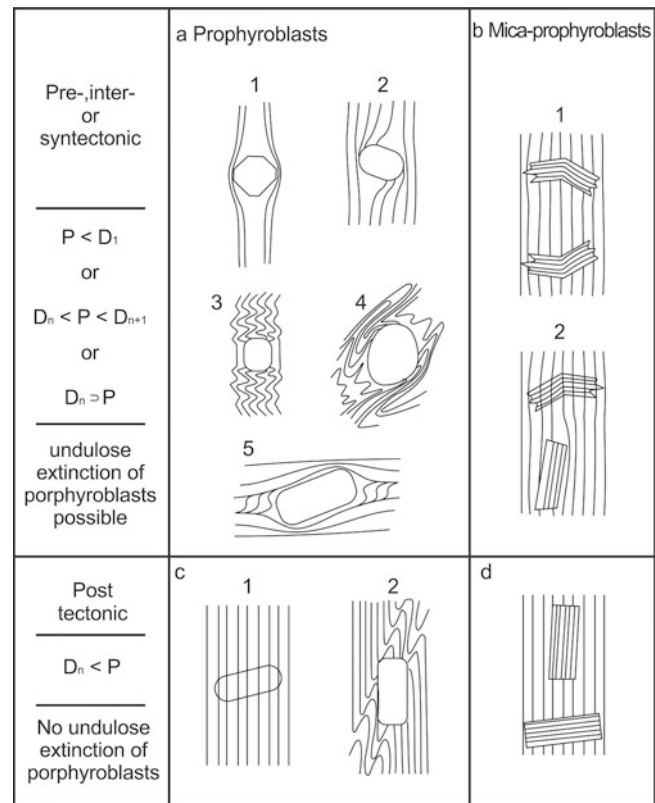 a Prophyroblasts
b Mica-prophyroblasts
Pre-,inter-
or
syntectonic
1
2
1
P < D₁
or
Dₙ < P < Dₙ₊₁
or
Dₙ ⊃ P
3
4
2
undulose
extinction of
porphyroblasts
possible
5
c
1
2
d
Post
tectonic
Dₙ < P
No undulose
extinction of
porphyroblasts